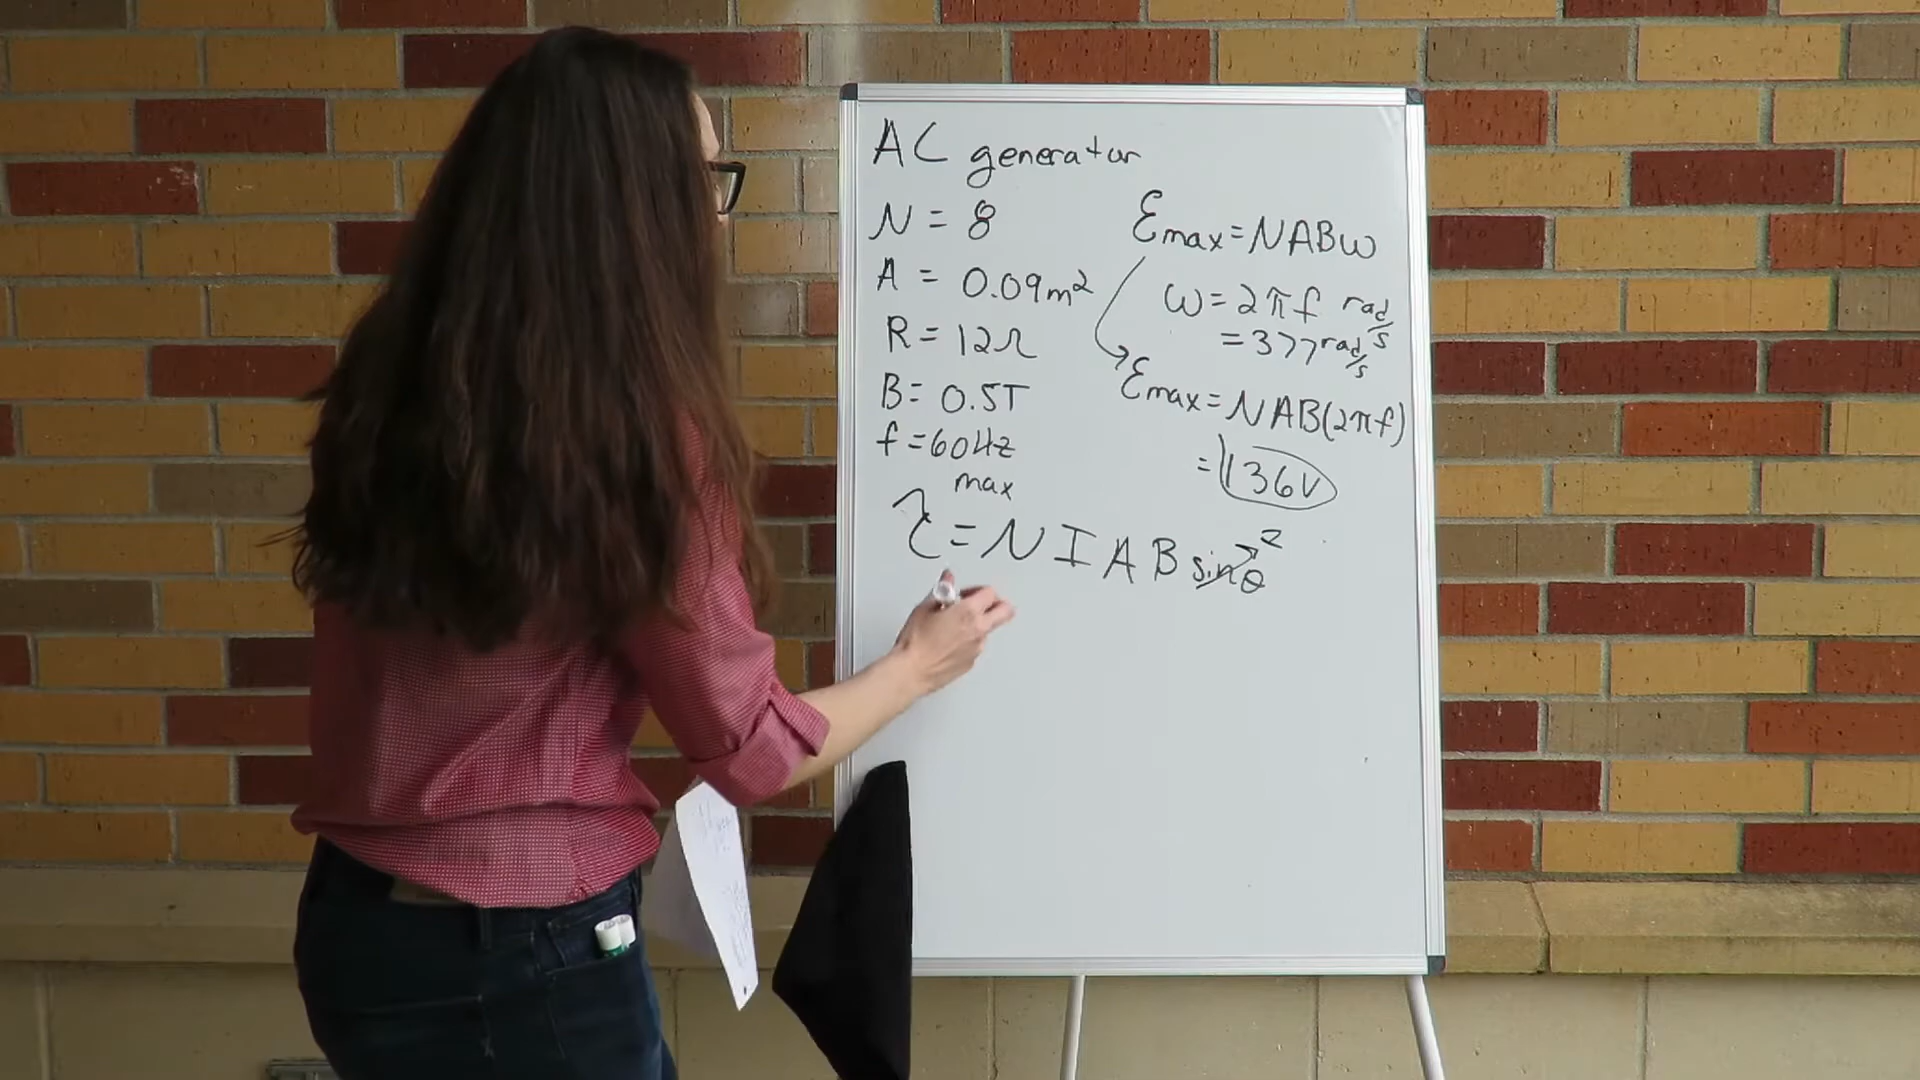 AC generator
N = 8
A = 0.09m²
R = 12Ω
B = 0.5T
f = 60Hz
Ɛmax = NABω
ω = 2πf rad/s
= 377 rad/s
Ɛmax = NAB(2πf)
= 136V
max
τ = NIAB sinθ